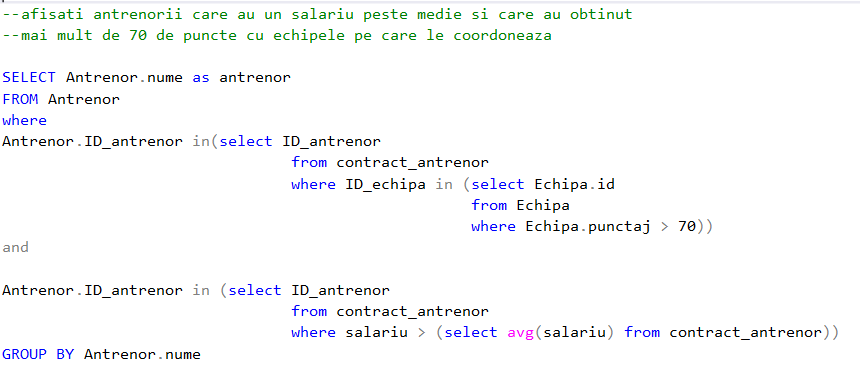 --afisati antrenorii care au un salariu peste medie si care au obtinut
--mai mult de 70 de puncte cu echipele pe care le coordoneaza
SELECT Antrenor.nume as antrenor
FROM Antrenor
where
Antrenor.ID_antrenor in(select ID_antrenor
from contract_antrenor
where ID_echipa in (select Echipa.id
from Echipa
where Echipa.punctaj > 70))
and
Antrenor.ID_antrenor in (select ID_antrenor
from contract_antrenor
where salariu > (select avg(salariu) from contract_antrenor))
GROUP BY Antrenor.nume